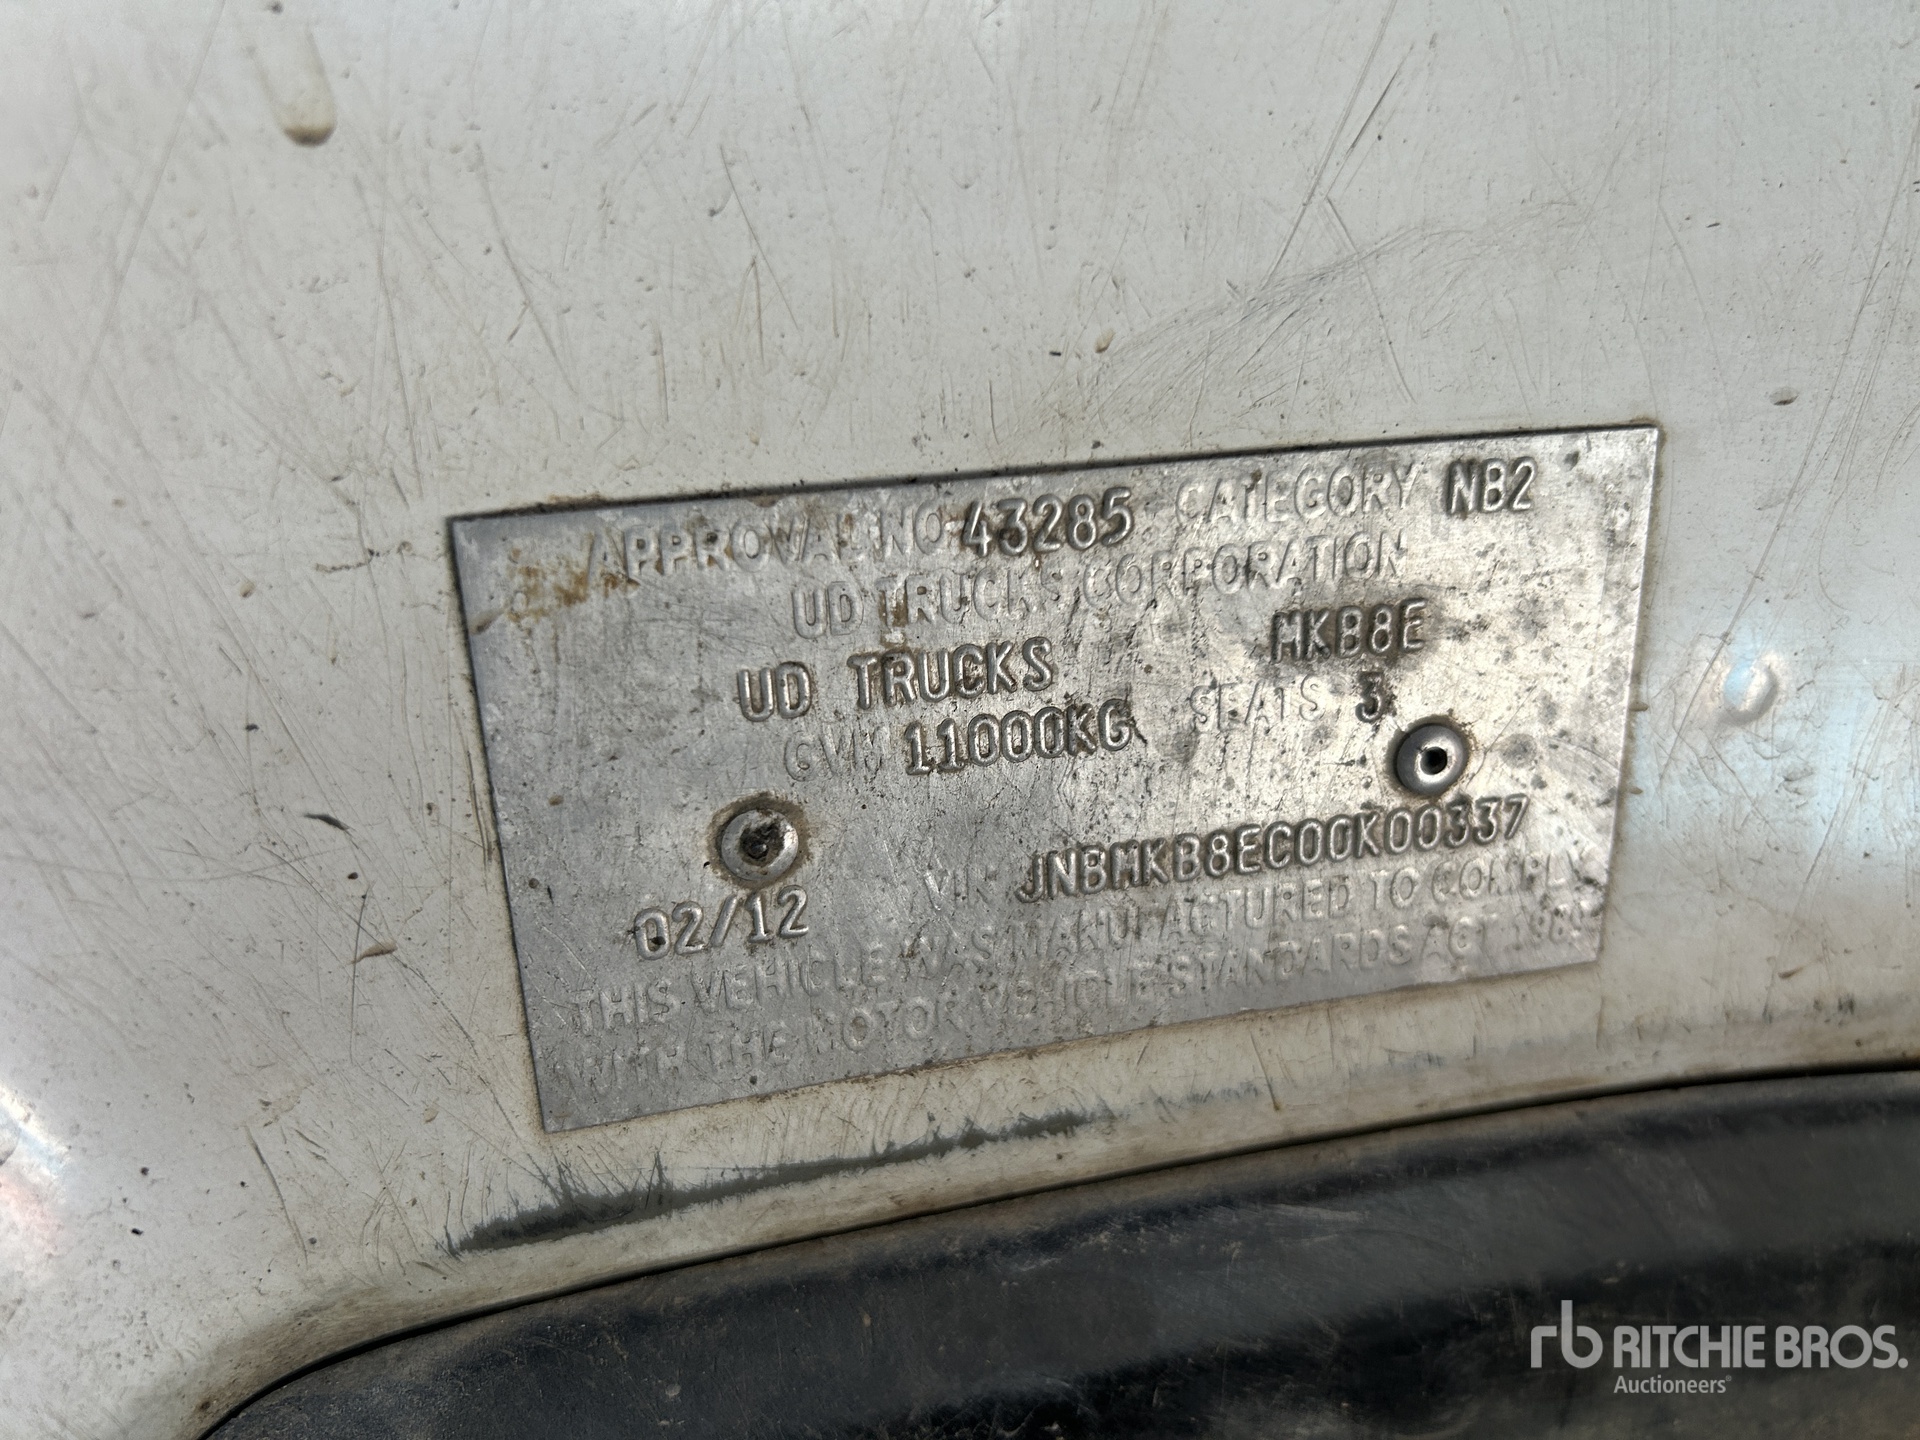 APPROVAL NO 43285 CATEGORY NB2
UD TRUCKS CORPORATION
UD TRUCKS MKB8E
GVM 11000KG SEATS 3
02/12 VIN JNBMKB8EC00K00337
THIS VEHICLE WAS MANUFACTURED TO COMPLY
WITH THE MOTOR VEHICLE STANDARDS ACT 1989
rb RITCHIE BROS.
Auctioneers